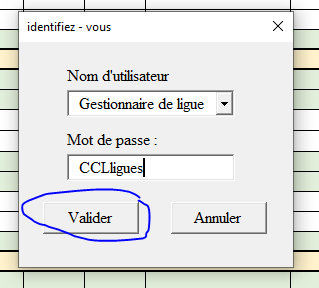 identifiez - vous
Nom d'utilisateur
Gestionnaire de ligue
Mot de passe :
CCLligues
Valider Annuler